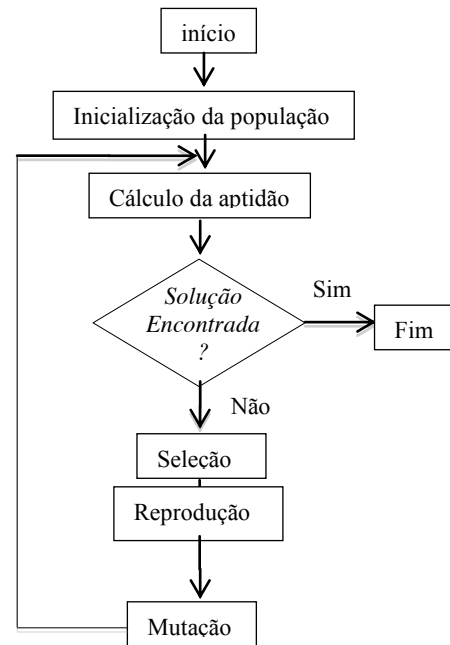 início
Inicialização da população
Cálculo da aptidão
Solução
Encontrada
?
Sim
Fim
Não
Seleção
Reprodução
Mutação